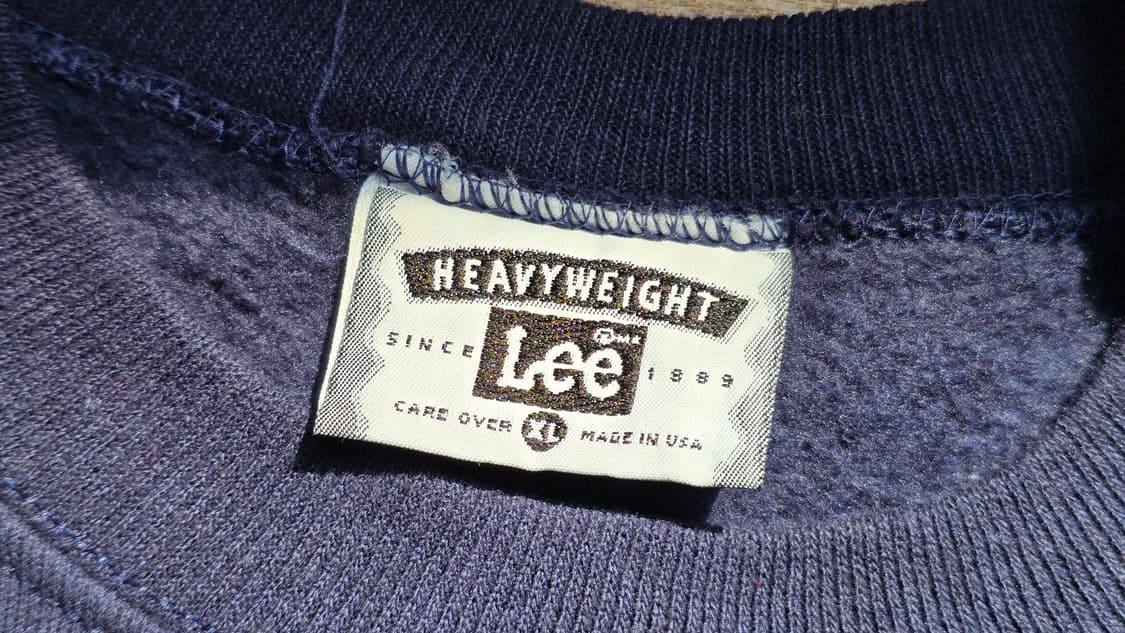 HEAVYWEIGHT
SINCE Lee 1889
CARE OVER XL MADE IN USA